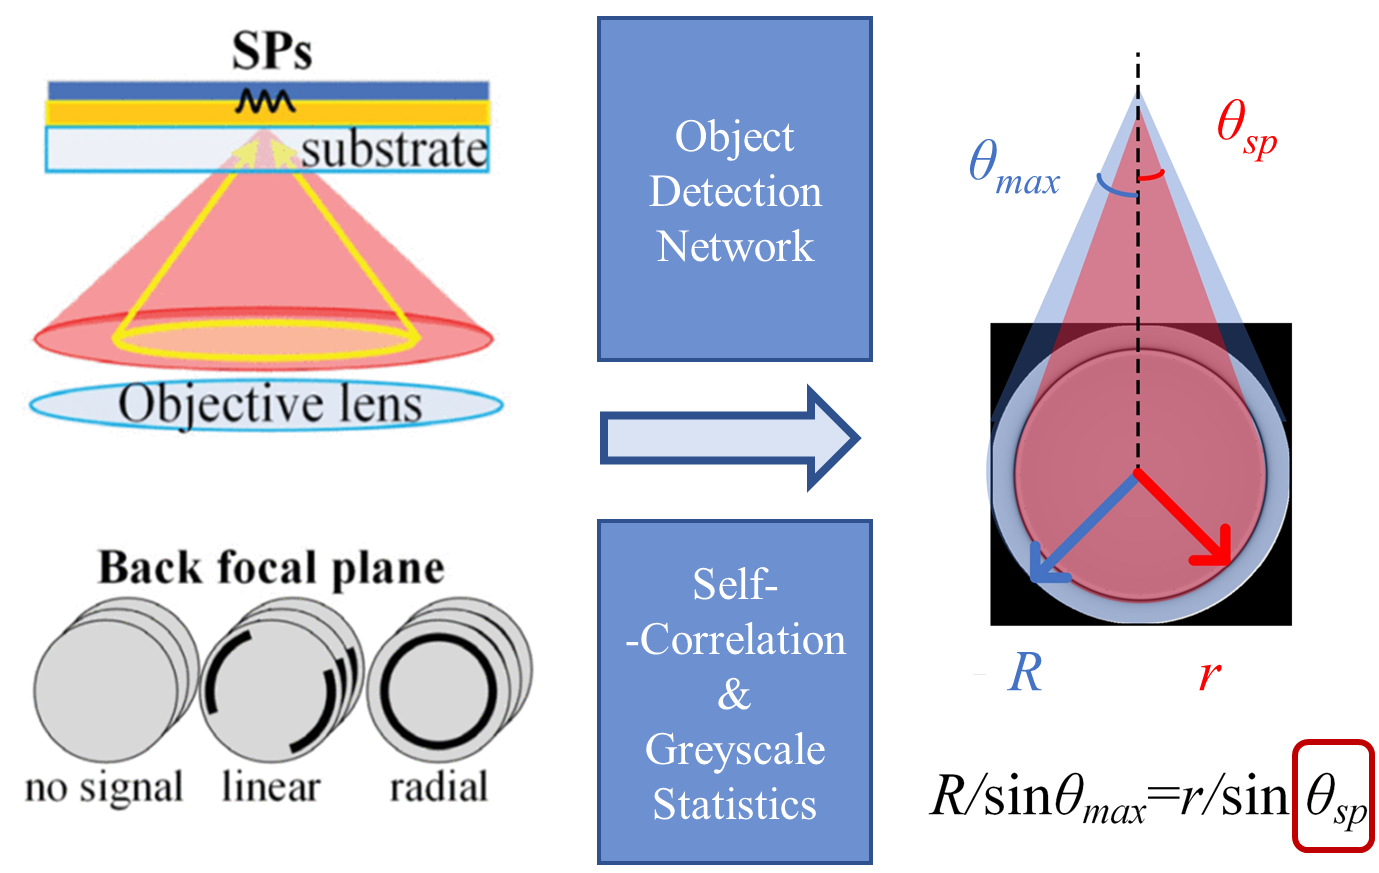 SPs
substrate
Objective lens
Back focal plane
no signal
linear
radial
Object
Detection
Network
Self-
-Correlation
&
Greyscale
Statistics
θmax
θsp
R
r
R/sinθmax=r/sin θsp